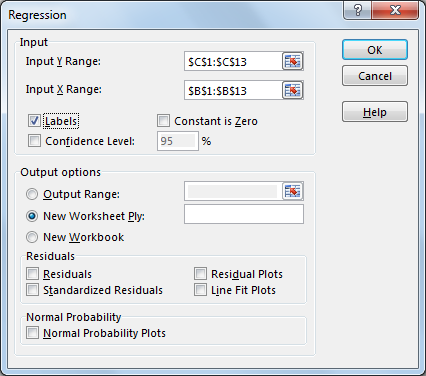 Regression
Input
Input Y Range: $C$1:$C$13
Input X Range: $B$1:$B$13
Labels Constant is Zero
Confidence Level: 95 %
Output options
Output Range:
New Worksheet Ply:
New Workbook
Residuals
Residuals Residual Plots
Standardized Residuals Line Fit Plots
Normal Probability
Normal Probability Plots
?
OK
Cancel
Help